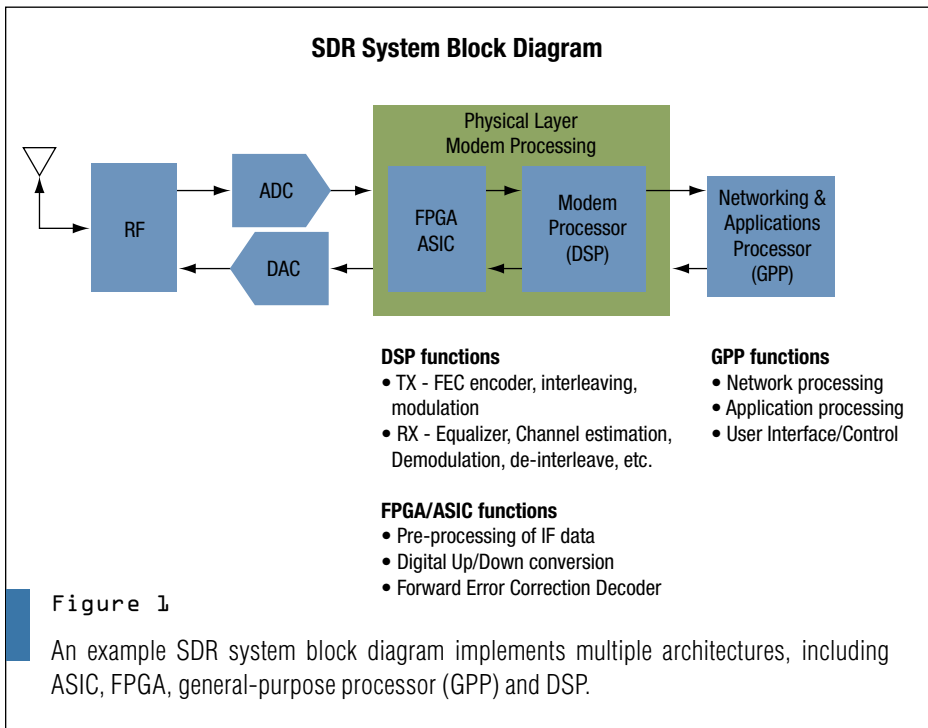 SDR System Block Diagram
Physical Layer
Modem Processing
RF
ADC
DAC
FPGA
ASIC
Modem
Processor
(DSP)
Networking &
Applications
Processor
(GPP)
DSP functions
• TX - FEC encoder, interleaving,
modulation
• RX - Equalizer, Channel estimation,
Demodulation, de-interleave, etc.
FPGA/ASIC functions
• Pre-processing of IF data
• Digital Up/Down conversion
• Forward Error Correction Decoder
GPP functions
• Network processing
• Application processing
• User Interface/Control
Figure 1
An example SDR system block diagram implements multiple architectures, including
ASIC, FPGA, general-purpose processor (GPP) and DSP.